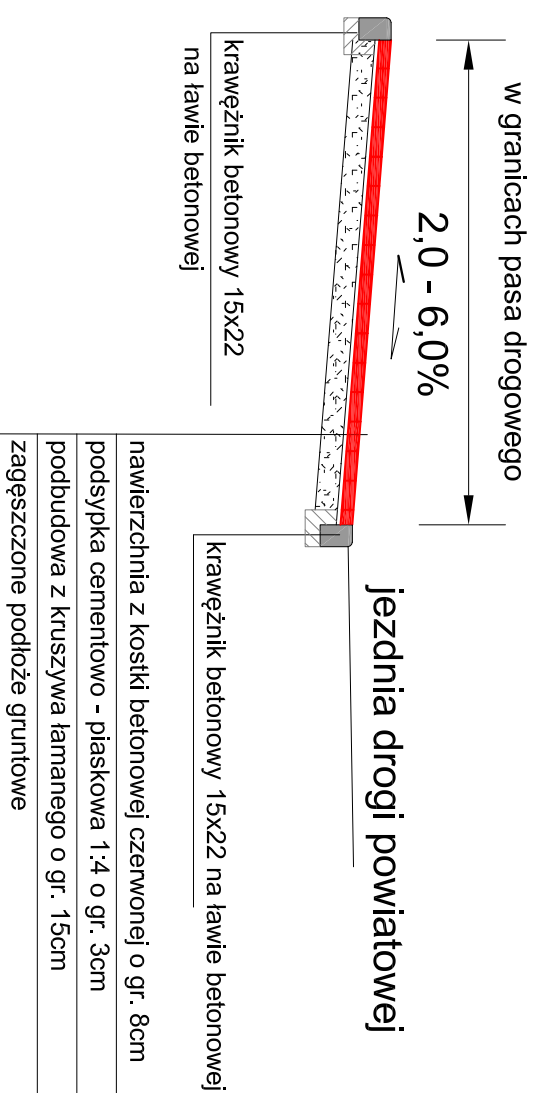 w granicach pasa drogowego
2,0 - 6,0%
jezdnia drogi powiatowej
krawężnik betonowy 15x22
na ławie betonowej
krawężnik betonowy 15x22 na ławie betonowej
nawierzchnia z kostki betonowej czerwonej o gr. 8cm
podsypka cementowo - piaskowa 1:4 o gr. 3cm
podbudowa z kruszywa łamanego o gr. 15cm
zagęszczone podłoże gruntowe